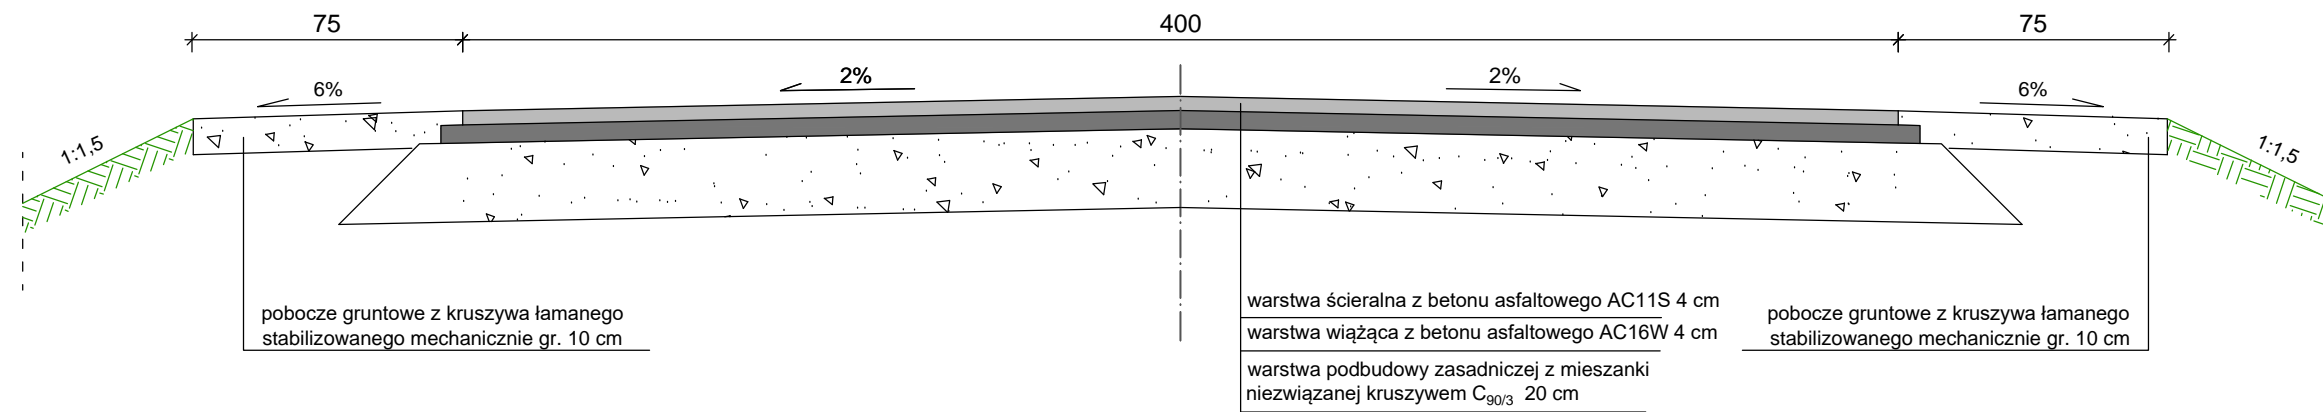 75 400 75
6% 2% 2% 6%
1:1,5 1:1,5
pobocze gruntowe z kruszywa łamanego
stabilizowanego mechanicznie gr. 10 cm
warstwa ścieralna z betonu asfaltowego AC11S 4 cm
warstwa wiążąca z betonu asfaltowego AC16W 4 cm
warstwa podbudowy zasadniczej z mieszanki
niezwiązanej kruszywem C90/3 20 cm
pobocze gruntowe z kruszywa łamanego
stabilizowanego mechanicznie gr. 10 cm